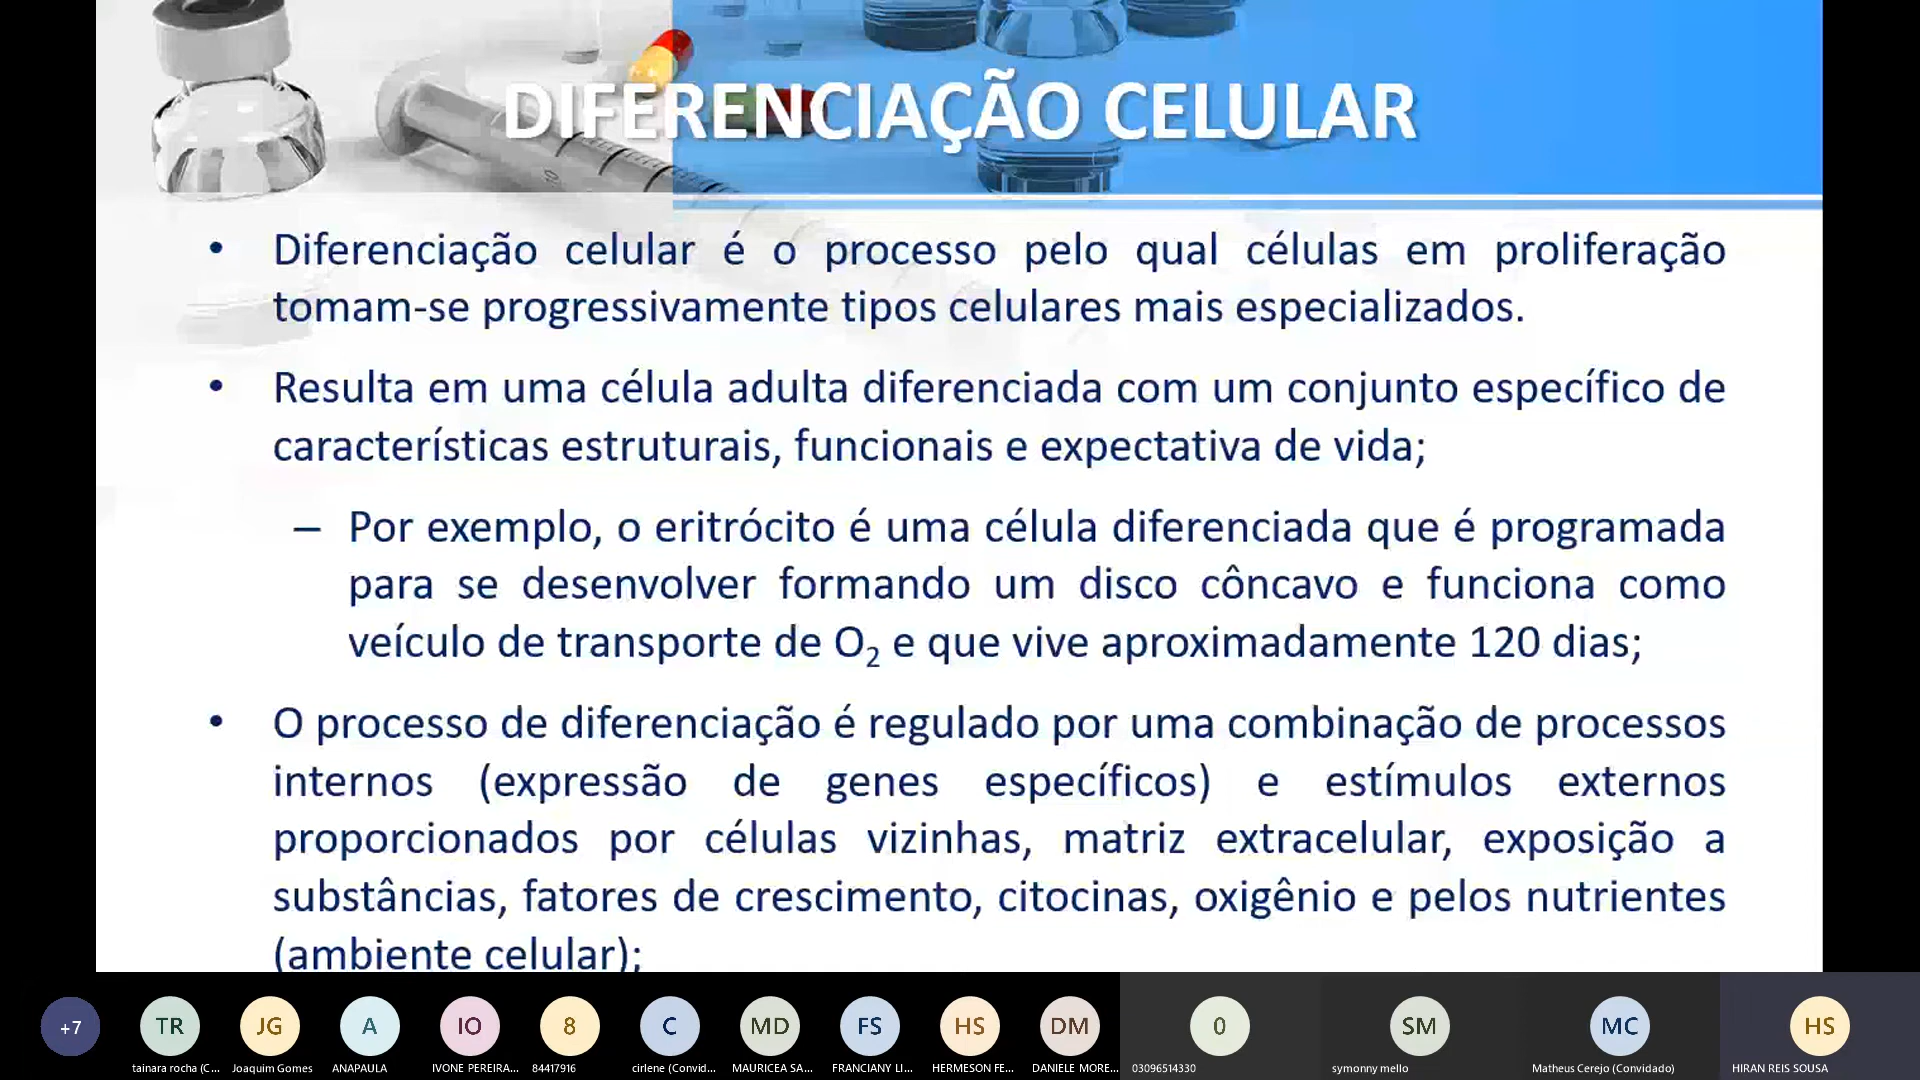 DIFERENCIAÇÃO CELULAR
• Diferenciação celular é o processo pelo qual células em proliferação
tomam-se progressivamente tipos celulares mais especializados.
• Resulta em uma célula adulta diferenciada com um conjunto específico de
características estruturais, funcionais e expectativa de vida;
– Por exemplo, o eritrócito é uma célula diferenciada que é programada
para se desenvolver formando um disco côncavo e funciona como
veículo de transporte de O₂ e que vive aproximadamente 120 dias;
• O processo de diferenciação é regulado por uma combinação de processos
internos (expressão de genes específicos) e estímulos externos
proporcionados por células vizinhas, matriz extracelular, exposição a
substâncias, fatores de crescimento, citocinas, oxigênio e pelos nutrientes
(ambiente celular);
+7 TR JG A IO 8 C MD FS HS DM 0 SM MC HS
tainara rocha (C... Joaquim Gomes ANAPAULA IVONE PEREIRA... 84417916 cirlene (Convid... MAURICEA SA... FRANCIANY LI... HERMESON FE... DANIELE MORE... 03096514330 symonny mello Matheus Cerejo (Convidado) HIRAN REIS SOUSA